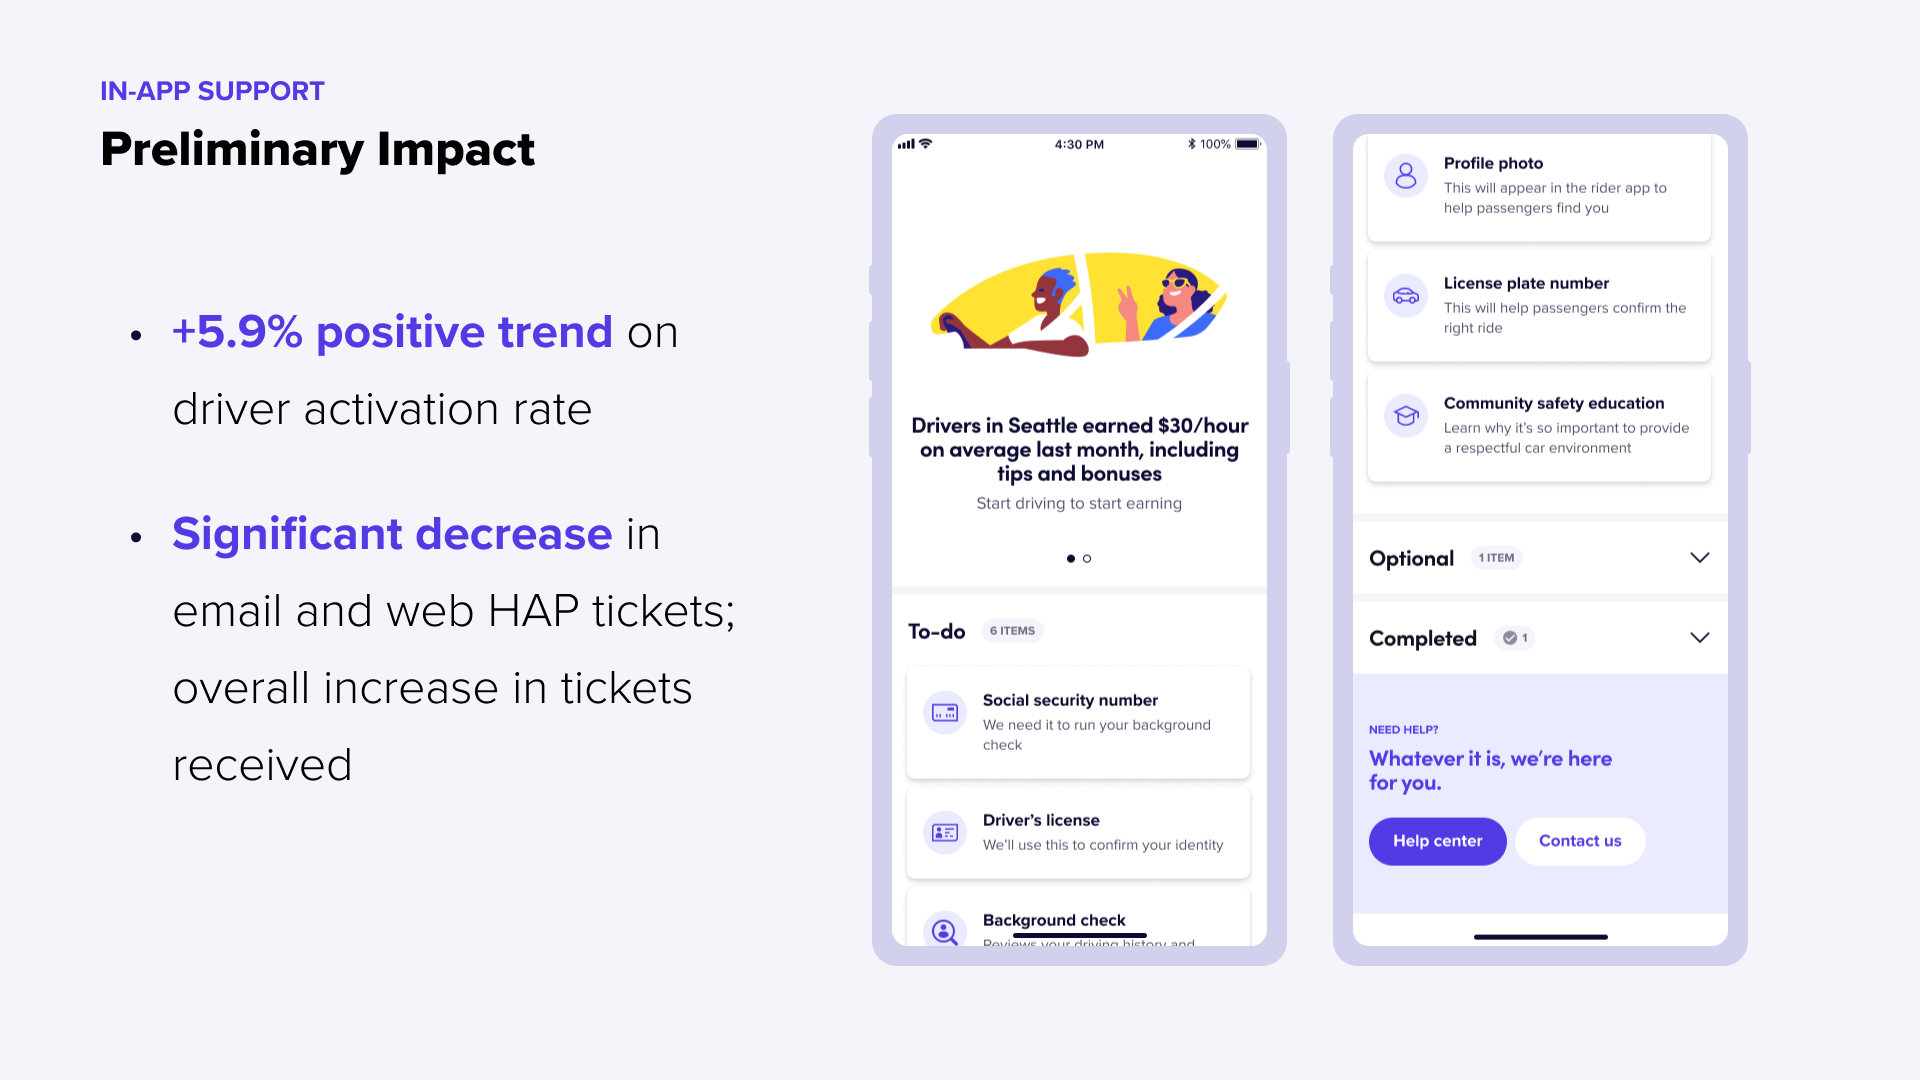 IN-APP SUPPORT
Preliminary Impact
• +5.9% positive trend on
driver activation rate
• Significant decrease in
email and web HAP tickets;
overall increase in tickets
received
4:30 PM
100%
Drivers in Seattle earned $30/hour
on average last month, including
tips and bonuses
Start driving to start earning
To-do 6 ITEMS
Social security number
We need it to run your background
check
Driver's license
We'll use this to confirm your identity
Background check
Reviews your driving history and
Profile photo
This will appear in the rider app to
help passengers find you
License plate number
This will help passengers confirm the
right ride
Community safety education
Learn why it's so important to provide
a respectful car environment
Optional 1 ITEM
Completed 1
NEED HELP?
Whatever it is, we're here
for you.
Help center
Contact us